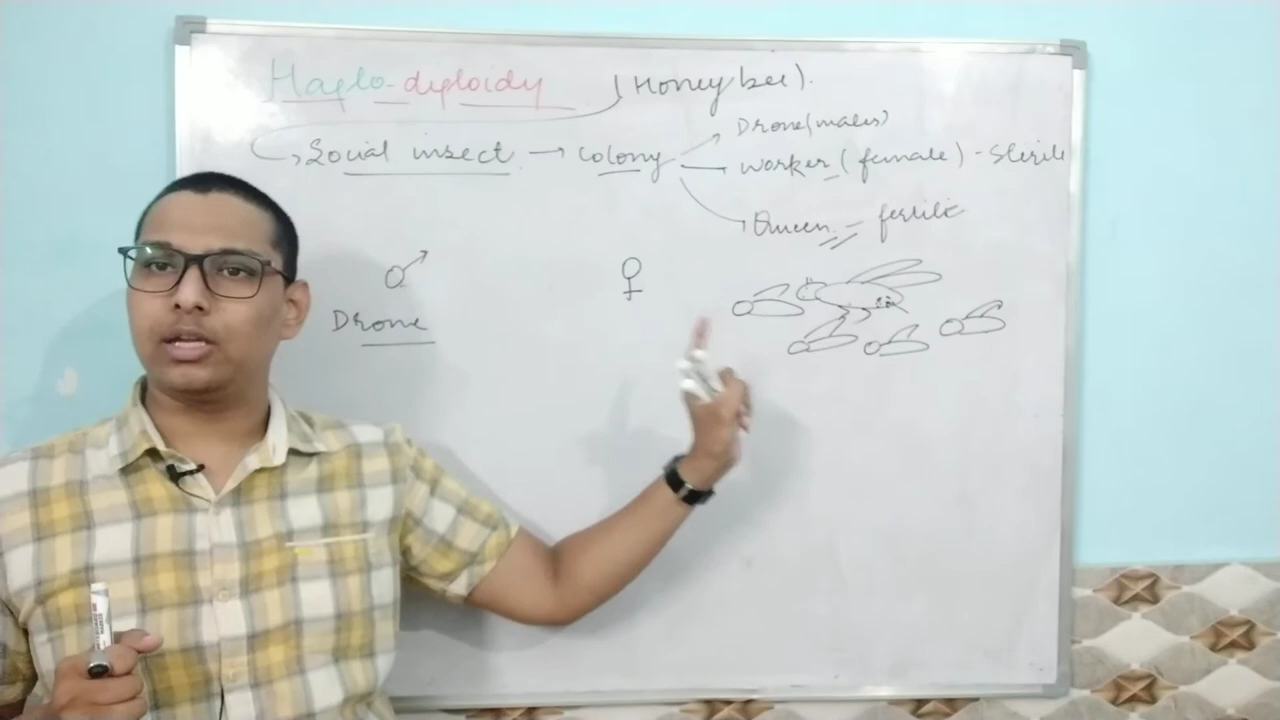 Haplo-diploidy (Honey bee).
Drone (males)
Social insect → colony
worker (female) - Sterile
Queen - fertile
♂ ♀
Drone